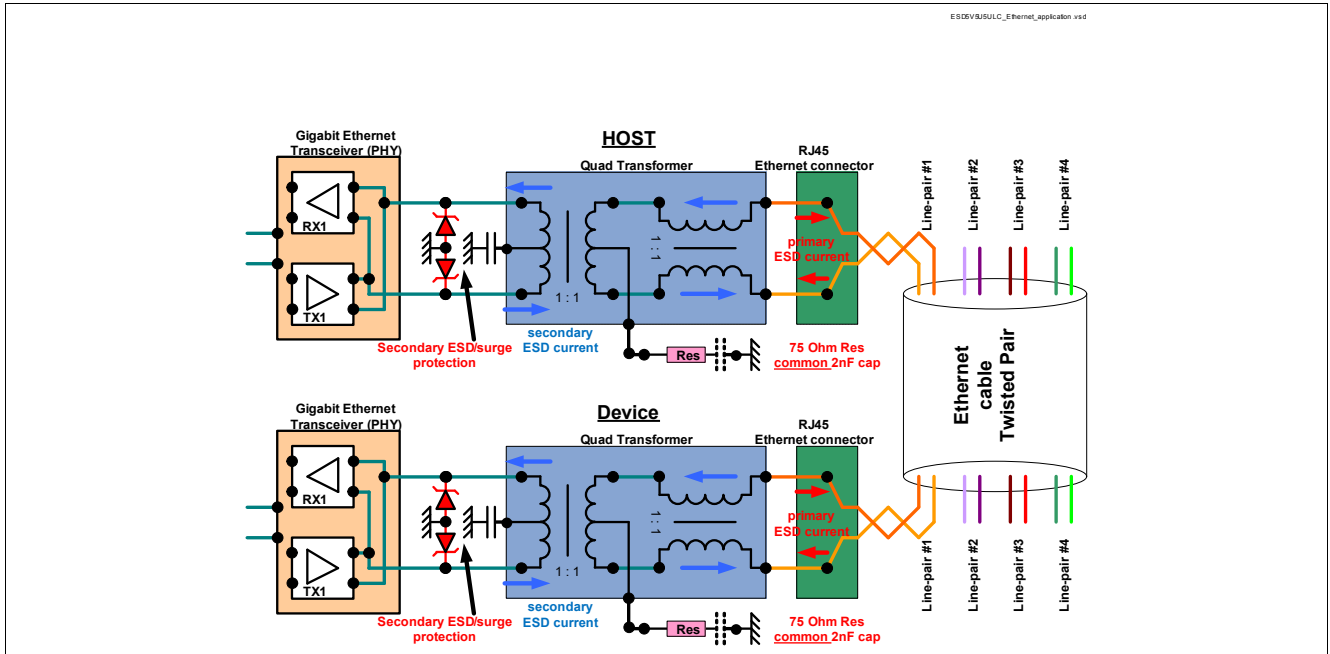 ESD5V5U5ULC_Ethernet_application.vsd
HOST
Gigabit Ethernet
Transceiver (PHY)
Quad Transformer
RJ45
Ethernet connector
Line-pair #1
Line-pair #2
Line-pair #3
Line-pair #4
RX1
TX1
1 : 1
1 : 1
primary
ESD current
Secondary ESD/surge
protection
secondary
ESD current
Res
75 Ohm Res
common 2nF cap
Ethernet
cable
Twisted Pair
Device
Gigabit Ethernet
Transceiver (PHY)
Quad Transformer
RJ45
Ethernet connector
RX1
TX1
1 : 1
1 : 1
primary
ESD current
Secondary ESD/surge
protection
secondary
ESD current
Res
75 Ohm Res
common 2nF cap
Line-pair #1
Line-pair #2
Line-pair #3
Line-pair #4